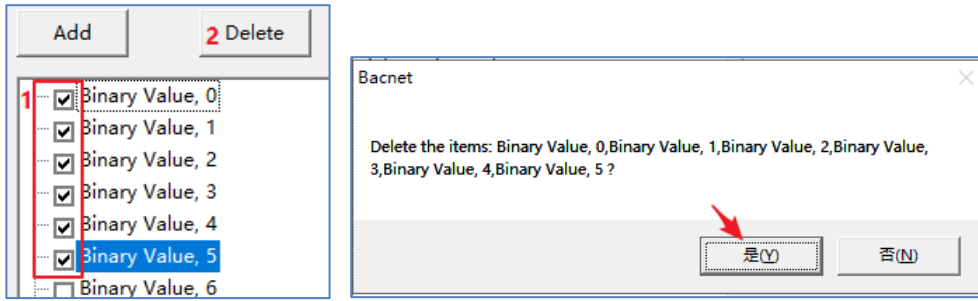 Add
2 Delete
1
Binary Value, 0
Binary Value, 1
Binary Value, 2
Binary Value, 3
Binary Value, 4
Binary Value, 5
Binary Value, 6
Bacnet
Delete the items: Binary Value, 0,Binary Value, 1,Binary Value, 2,Binary Value,
3,Binary Value, 4,Binary Value, 5 ?
是(Y)
否(N)